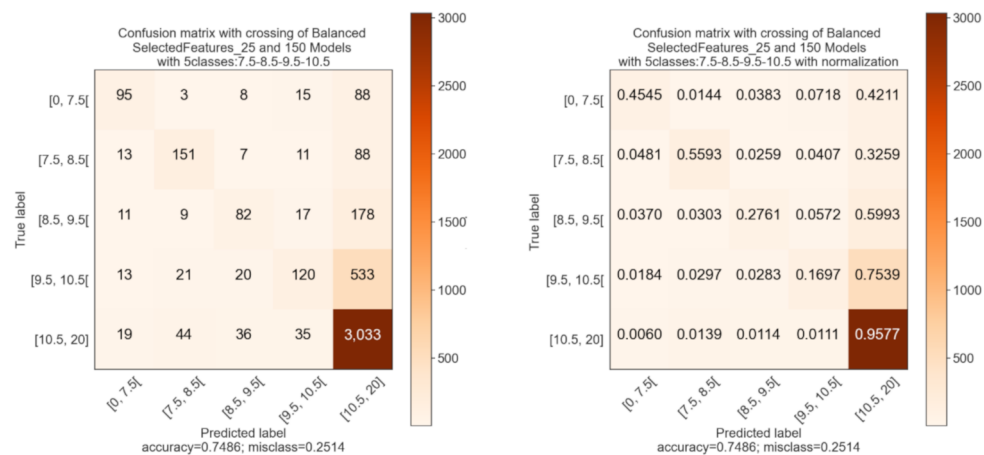 Confusion matrix with crossing of Balanced
SelectedFeatures_25 and 150 Models
with 5classes:7.5-8.5-9.5-10.5
True label
[0, 7.5[ 95 3 8 15 88
[7.5, 8.5[ 13 151 7 11 88
[8.5, 9.5[ 11 9 82 17 178
[9.5, 10.5[ 13 21 20 120 533
[10.5, 20] 19 44 36 35 3,033
[0, 7.5[ [7.5, 8.5[ [8.5, 9.5[ [9.5, 10.5[ [10.5, 20]
Predicted label
accuracy=0.7486; misclass=0.2514
3000
2500
2000
1500
1000
500
Confusion matrix with crossing of Balanced
SelectedFeatures_25 and 150 Models
with 5classes:7.5-8.5-9.5-10.5 with normalization
True label
[0, 7.5[ 0.4545 0.0144 0.0383 0.0718 0.4211
[7.5, 8.5[ 0.0481 0.5593 0.0259 0.0407 0.3259
[8.5, 9.5[ 0.0370 0.0303 0.2761 0.0572 0.5993
[9.5, 10.5[ 0.0184 0.0297 0.0283 0.1697 0.7539
[10.5, 20] 0.0060 0.0139 0.0114 0.0111 0.9577
[0, 7.5[ [7.5, 8.5[ [8.5, 9.5[ [9.5, 10.5[ [10.5, 20]
Predicted label
accuracy=0.7486; misclass=0.2514
3000
2500
2000
1500
1000
500